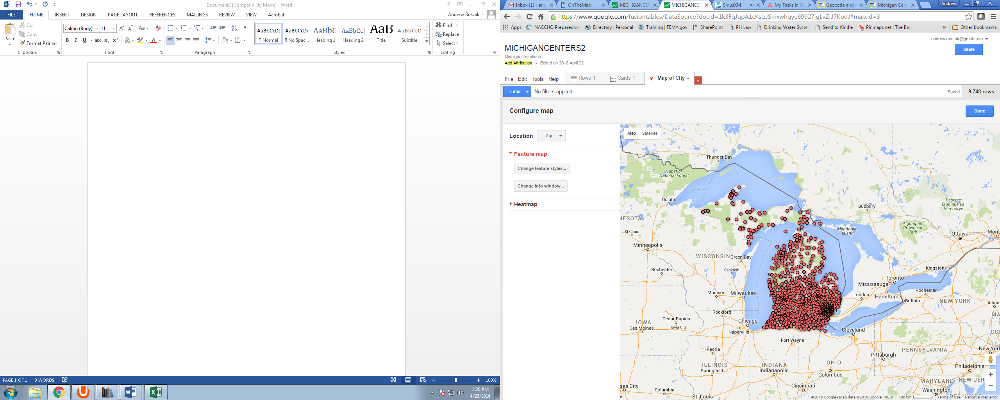 Document3 [Compatibility Mode] - Word
FILE HOME INSERT DESIGN PAGE LAYOUT REFERENCES MAILINGS REVIEW VIEW Acrobat
Andrew Roszak
Paste
Cut
Copy
Format Painter
Clipboard
Calibri (Body) 11
Font
Paragraph
AaBbCcDc AaBbCcDc AaBbC AaBbCcI AaB AaBbCcD
¶ Normal ¶ No Spac... Heading 1 Heading 2 Title Subtitle
Styles
Find
Replace
Select
Editing
PAGE 1 OF 1 0 WORDS
100%
2:26 PM
4/26/2016
Inbox (1) - and
OnTheMap
MICHIGANCEN
MICHIGANCEN
SiriusXM
My Tasks in C
Geocode and
Michigan Cent
Andrew
https://www.google.com/fusiontables/DataSource?docid=1k3FqJqpA1cKsizJSmxwhgye69927jgLvZrJ7KpdJ#map:id=3
Apps
NACCHO Preparedne
Directory : Personal
Training | FEMA.gov
SharePoint
PH Law
Drinking Water System
Send to Kindle
Pinmaps.net | The Bes
» Other bookmarks
andrew.roszak@gmail.com
MICHIGANCENTERS2
Share
Michigan Locations
Add Attribution - Edited on 2016 April 22
File Edit Tools Help
Rows 1
Cards 1
Map of City
+
Filter
No filters applied
Saved
9,748 rows
Configure map
Done
Location Zip
Feature map
Change feature styles...
Change info window...
Heatmap
Map Satellite
Thunder Bay
Superior
National Forest
idji
Duluth
Sudbury
Réserve
faunique La
Vérendrye
NESOTA
St Cloud
Manitoulin
Island
Algonquin
Provincial
Park
Ottawa
Mont
Minneapolis
WISCONSIN
Green Bay
Oshkosh
Rochester
Kingston
Toronto
Mississauga
Madison
Milwaukee
London
Hamilton
Rochester
Buffalo
NEW YORK
Albany
Rockford
MA
Cedar Rapids
Chicago
IOWA
Des Moines
Iowa City
Naperville
Cleveland
CO
Fort Wayne
Peoria
PENNSYLVANIA
New York
Pittsburgh
ILLINOIS
Springfield
INDIANA
Indianapolis
OHIO
Columbus
Philadelphia
MARYLAND
NEW JER
sas City
Columbia
Cincinnati
Washington
St. Louis
©2016 Google - Map data ©2016 Google, INEGI 100 km Terms of Use Report a map error